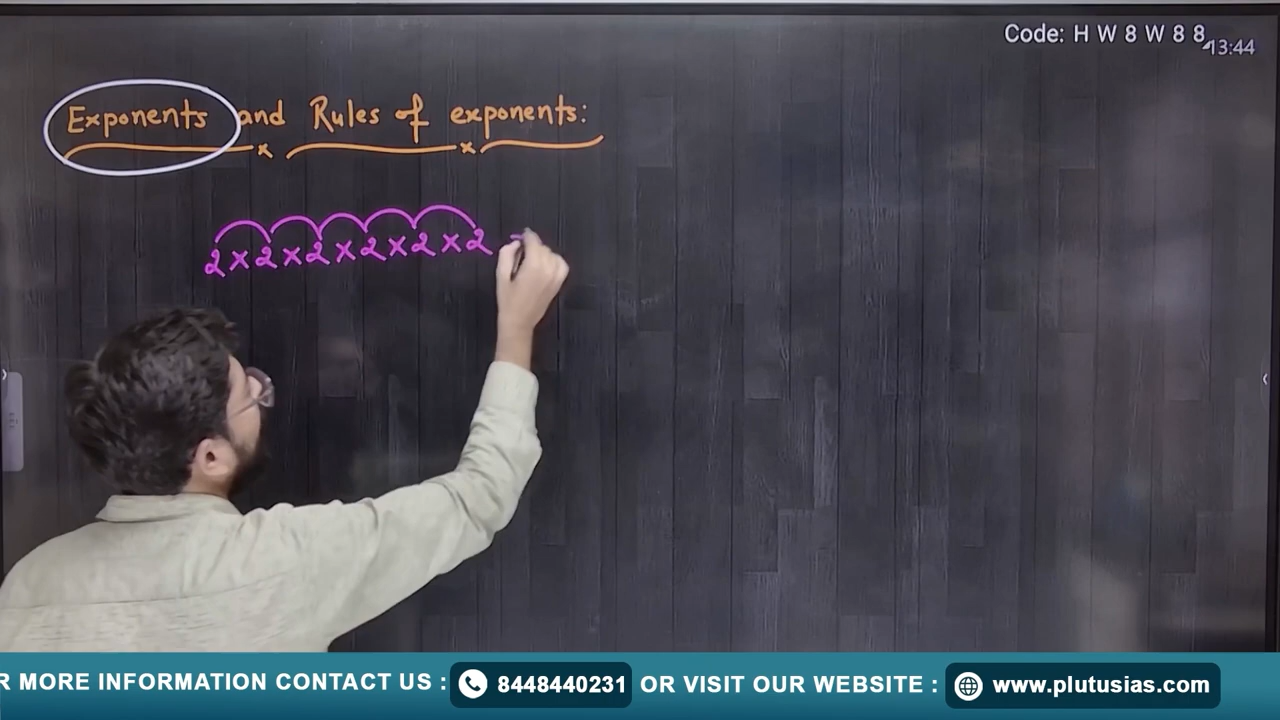 Code: H W 8 W 8 8
13:44
Exponents and Rules of exponents:
2×2×2×2×2×2
R MORE INFORMATION CONTACT US : 8448440231 OR VISIT OUR WEBSITE : www.plutusias.com